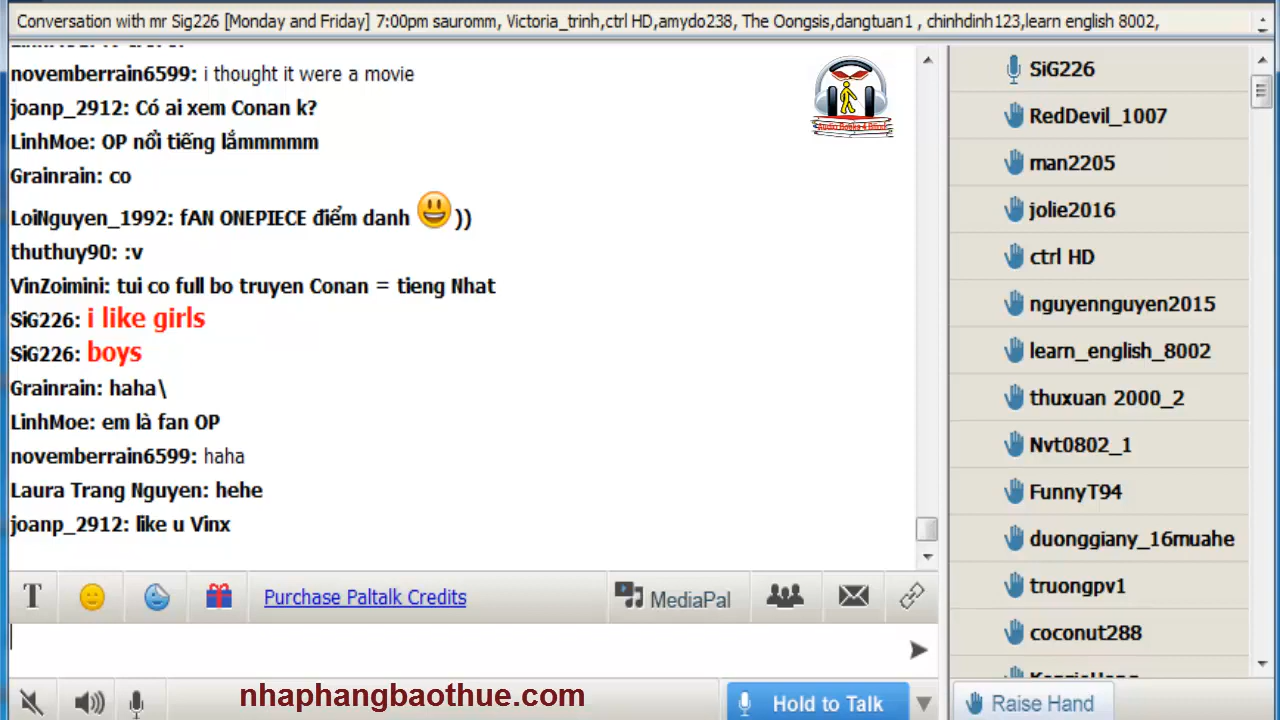 Conversation with mr Sig226 [Monday and Friday] 7:00pm sauromm, Victoria_trinh,ctrl HD,amydo238, The Oongsis,dangtuan1 , chinhdinh123,learn english 8002,
novemberrain6599: i thought it were a movie
joanp_2912: Có ai xem Conan k?
LinhMoe: OP nổi tiếng lắmmmmm
Grainrain: co
LoiNguyen_1992: fAN ONEPIECE điểm danh ))
thuthuy90: :v
VinZoimini: tui co full bo truyen Conan = tieng Nhat
SiG226: i like girls
SiG226: boys
Grainrain: haha\
LinhMoe: em là fan OP
novemberrain6599: haha
Laura Trang Nguyen: hehe
joanp_2912: like u Vinx
T
Purchase Paltalk Credits
MediaPal
nhaphangbaothue.com
Hold to Talk
SiG226
RedDevil_1007
man2205
jolie2016
ctrl HD
nguyennguyen2015
learn_english_8002
thuxuan 2000_2
Nvt0802_1
FunnyT94
duonggiany_16muahe
truongpv1
coconut288
Raise Hand